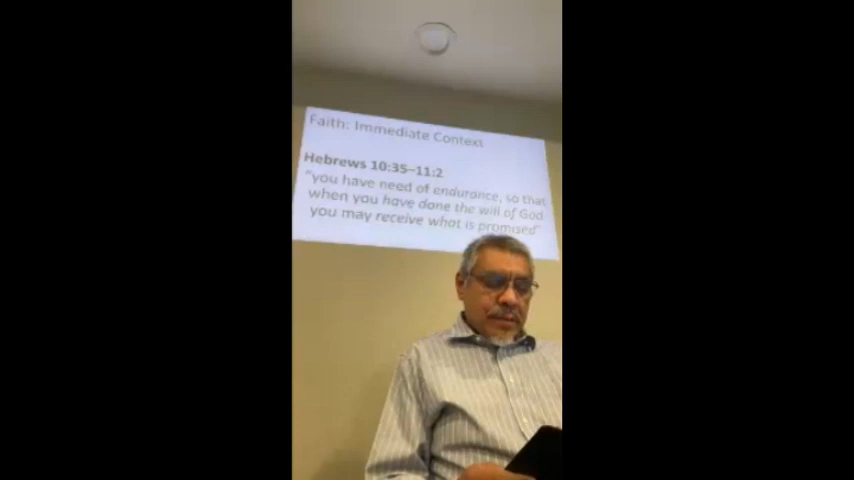 Faith: Immediate Context
Hebrews 10:35–11:2
“you have need of endurance, so that
when you have done the will of God
you may receive what is promised”